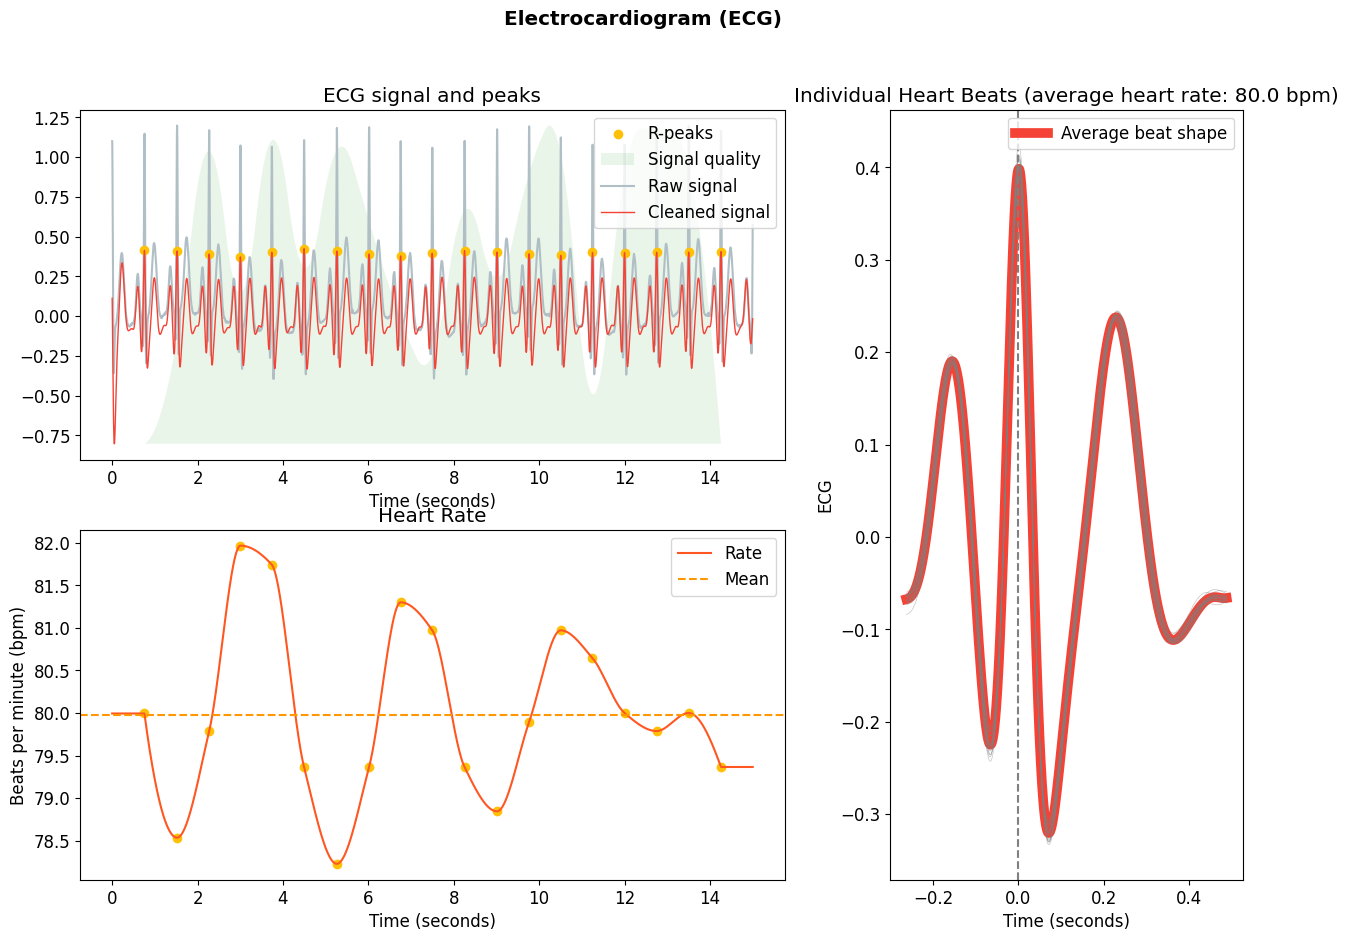 Electrocardiogram (ECG)
ECG signal and peaks
1.25
1.00
0.75
0.50
0.25
0.00
−0.25
−0.50
−0.75
R-peaks
Signal quality
Raw signal
Cleaned signal
0 2 4 6 8 10 12 14
Time (seconds)
Heart Rate
Beats per minute (bpm)
82.0
81.5
81.0
80.5
80.0
79.5
79.0
78.5
Rate
Mean
0 2 4 6 8 10 12 14
Time (seconds)
Individual Heart Beats (average heart rate: 80.0 bpm)
Average beat shape
ECG
0.4
0.3
0.2
0.1
0.0
−0.1
−0.2
−0.3
−0.2 0.0 0.2 0.4
Time (seconds)